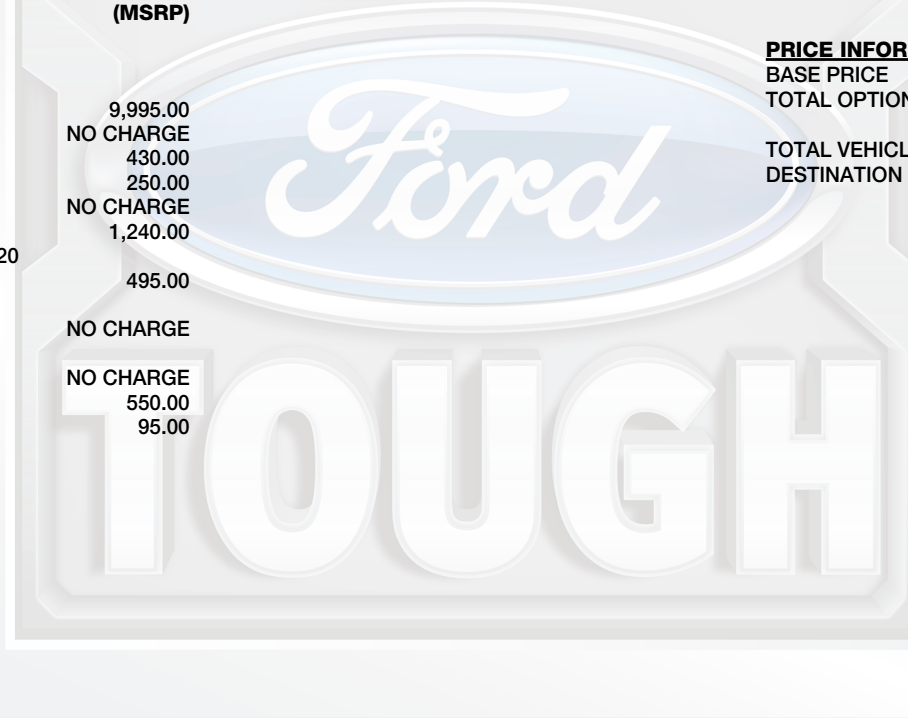 (MSRP)
9,995.00
NO CHARGE
430.00
250.00
NO CHARGE
1,240.00
20
495.00
NO CHARGE
NO CHARGE
550.00
95.00
PRICE INFOR
BASE PRICE
TOTAL OPTION
TOTAL VEHICL
DESTINATION
Ford
TOUGH